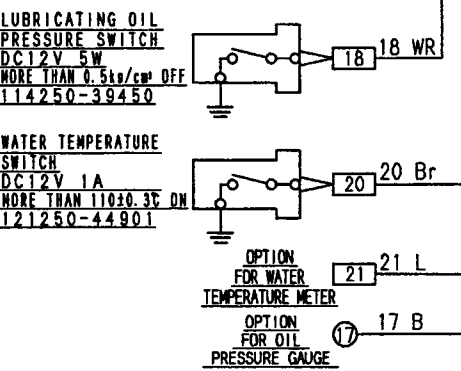 LUBRICATING OIL
PRESSURE SWITCH
DC12V 5W
MORE THAN 0.5kg/cm² OFF
114250-39450
18
18 WR
WATER TEMPERATURE
SWITCH
DC12V 1A
MORE THAN 110±0.3℃ ON
121250-44901
20
20 Br
OPTION
FOR WATER
TEMPERATURE METER
21
21 L
OPTION
FOR OIL
PRESSURE GAUGE
17
17 B